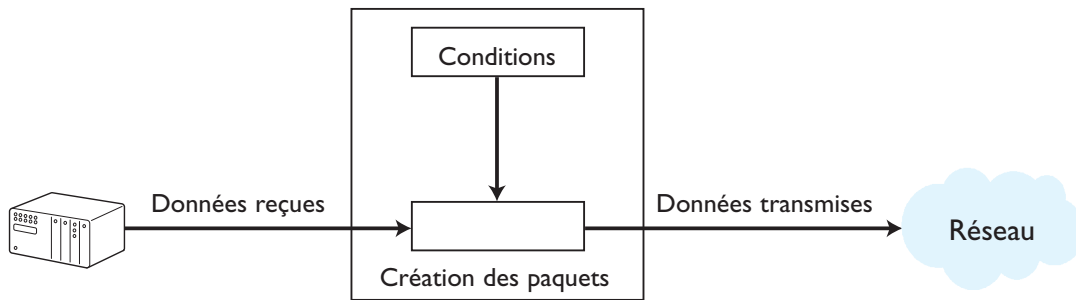 Conditions
Données reçues
Données transmises
Réseau
Création des paquets